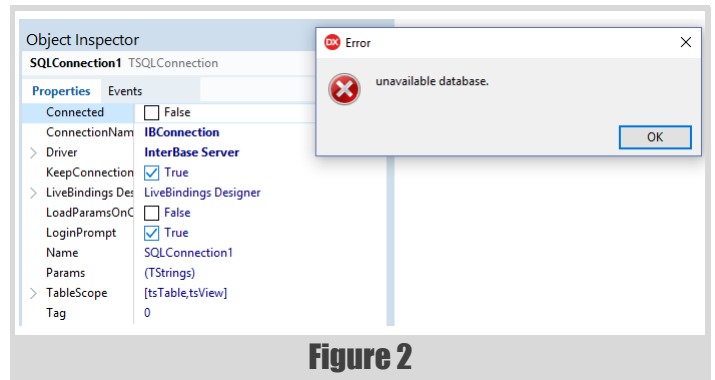 Object Inspector
SQLConnection1 TSQLConnection
Properties Events
Connected False
ConnectionNam IBConnection
Driver InterBase Server
KeepConnection True
LiveBindings Des LiveBindings Designer
LoadParamsOnC False
LoginPrompt True
Name SQLConnection1
Params (TStrings)
TableScope [tsTable,tsView]
Tag 0
DX Error
unavailable database.
OK
Figure 2